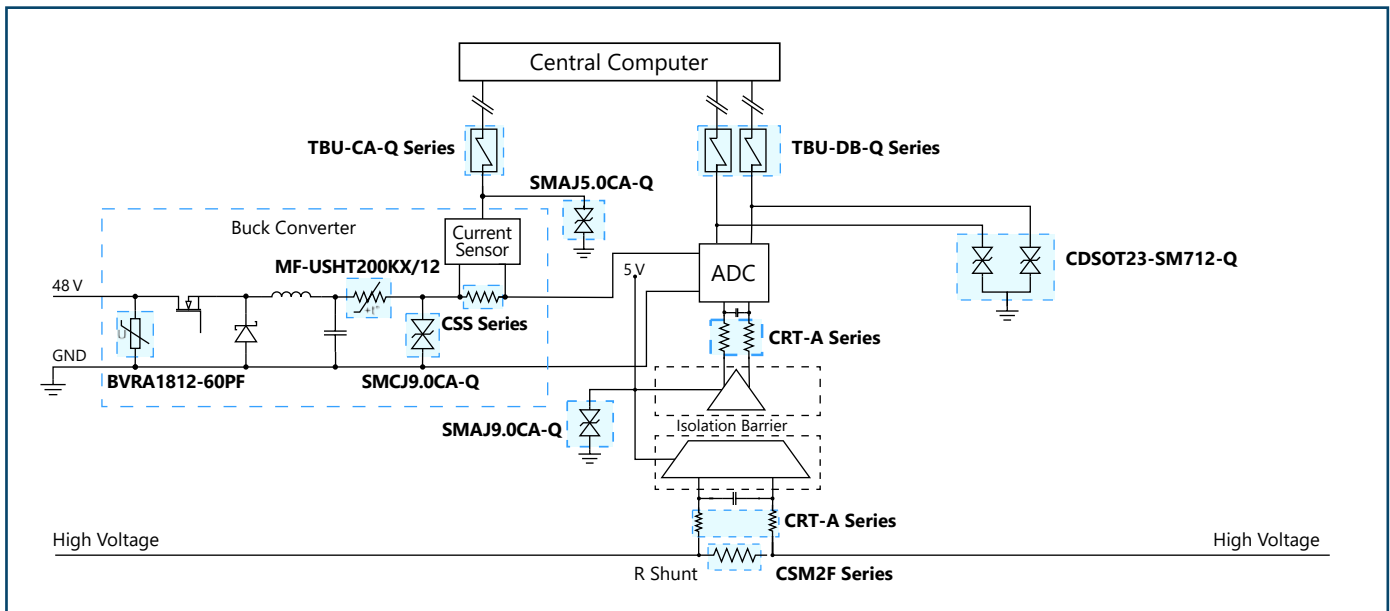 Central Computer
TBU-CA-Q Series
TBU-DB-Q Series
SMAJ5.0CA-Q
Buck Converter
Current
Sensor
MF-USHT200KX/12
5 V
ADC
CDSOT23-SM712-Q
48 V
+t°
CSS Series
U
CRT-A Series
GND
BVRA1812-60PF
SMCJ9.0CA-Q
SMAJ9.0CA-Q
Isolation Barrier
CRT-A Series
High Voltage
High Voltage
R Shunt
CSM2F Series